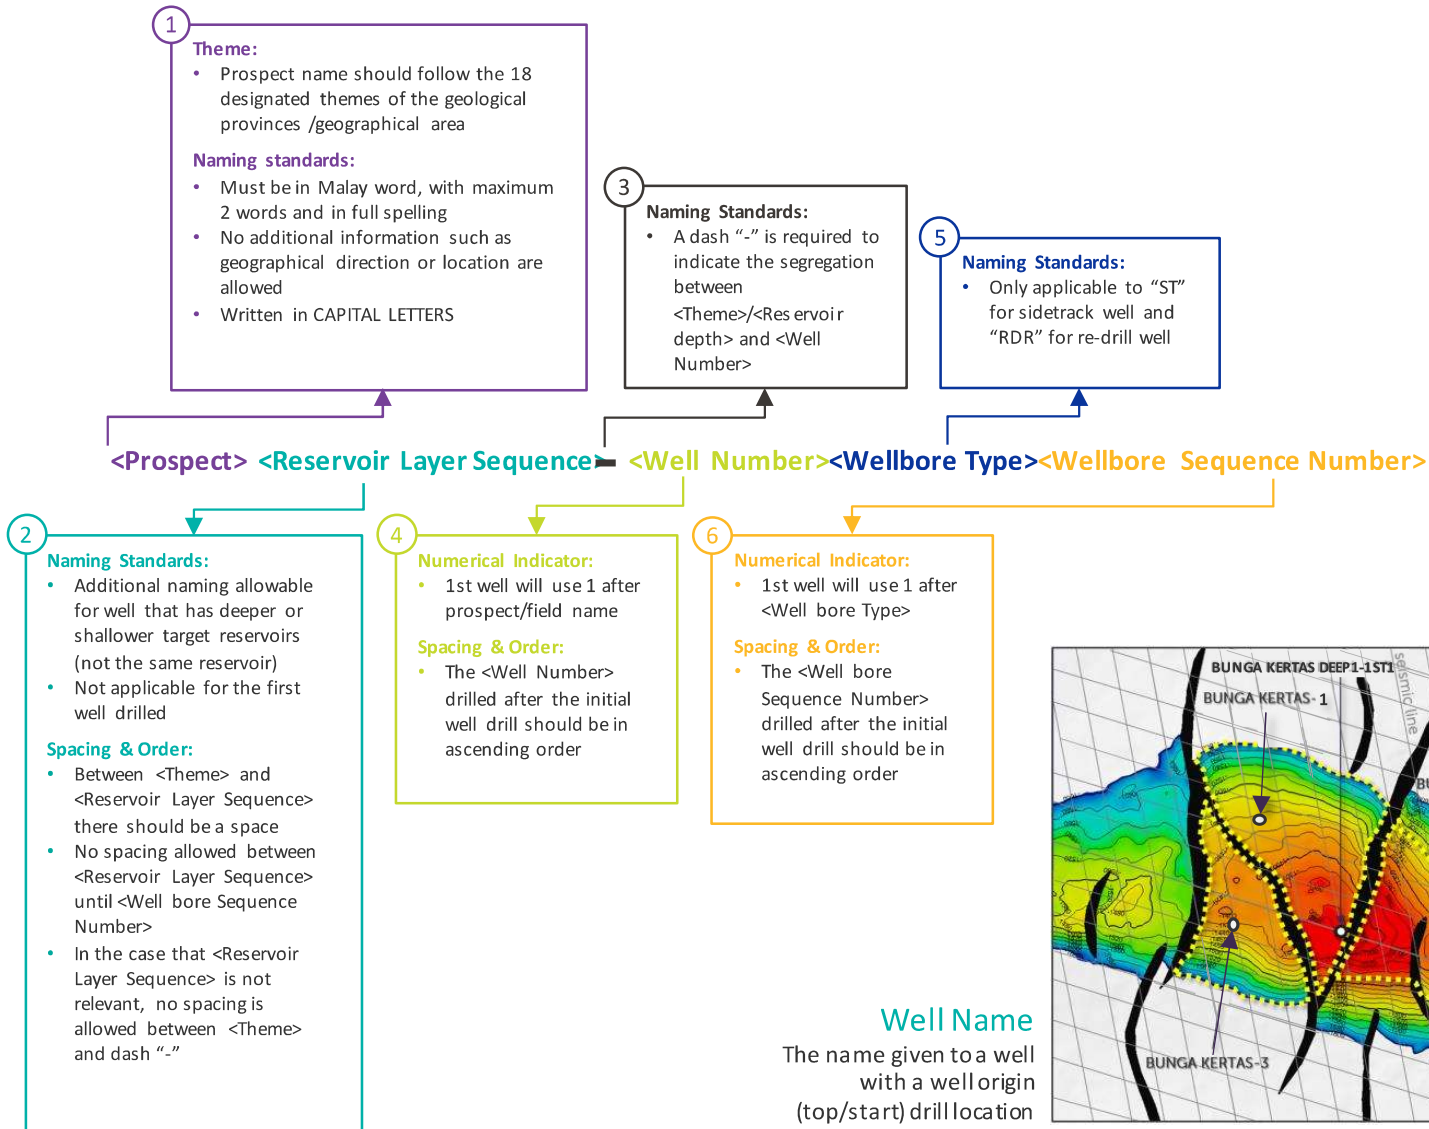 1
Theme:
• Prospect name should follow the 18
designated themes of the geological
provinces /geographical area
Naming standards:
• Must be in Malay word, with maximum
2 words and in full spelling
• No additional information such as
geographical direction or location are
allowed
• Written in CAPITAL LETTERS
3
Naming Standards:
• A dash “-” is required to
indicate the segregation
between
<Theme>/<Reservoir
depth> and <Well
Number>
5
Naming Standards:
• Only applicable to “ST”
for sidetrack well and
“RDR” for re-drill well
<Prospect> <Reservoir Layer Sequence>- <Well Number><Wellbore Type><Wellbore Sequence Number>
2
Naming Standards:
• Additional naming allowable
for well that has deeper or
shallower target reservoirs
(not the same reservoir)
• Not applicable for the first
well drilled
Spacing & Order:
• Between <Theme> and
<Reservoir Layer Sequence>
there should be a space
• No spacing allowed between
<Reservoir Layer Sequence>
until <Well bore Sequence
Number>
• In the case that <Reservoir
Layer Sequence> is not
relevant, no spacing is
allowed between <Theme>
and dash “-”
4
Numerical Indicator:
• 1st well will use 1 after
prospect/field name
Spacing & Order:
• The <Well Number>
drilled after the initial
well drill should be in
ascending order
6
Numerical Indicator:
• 1st well will use 1 after
<Well bore Type>
Spacing & Order:
• The <Well bore
Sequence Number>
drilled after the initial
well drill should be in
ascending order
Well Name
The name given to a well
with a well origin
(top/start) drill location
BUNGA KERTAS DEEP1-1ST1
BUNGA KERTAS- 1
seismic line
BU
BUNGA KERTAS-3